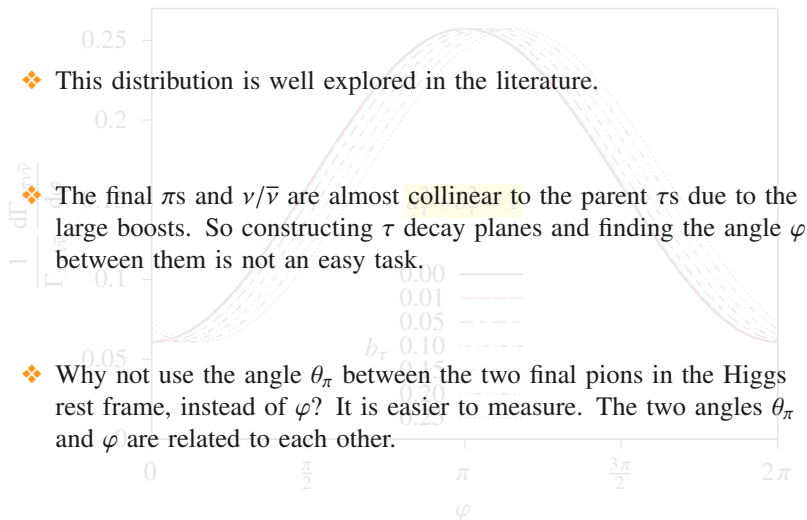 0.25
❖ This distribution is well explored in the literature.
0.2
❖ The final πs and ν/ν̅ are almost collinear to the parent τs due to the
large boosts. So constructing τ decay planes and finding the angle φ
between them is not an easy task.
0.1
0.00
0.01
0.05
b_τ 0.10
0.05
❖ Why not use the angle θ_π between the two final pions in the Higgs
rest frame, instead of φ? It is easier to measure. The two angles θ_π
and φ are related to each other.
0
0 π/2 π 3π/2 2π
φ